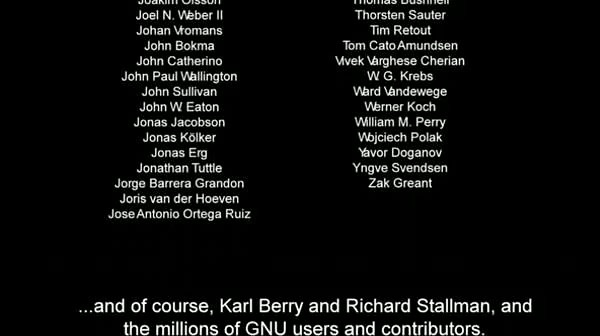 Joakim Olsson
Joel N. Weber II
Johan Vromans
John Bokma
John Catherino
John Paul Wallington
John Sullivan
John W. Eaton
Jonas Jacobson
Jonas Kölker
Jonas Erg
Jonathan Tuttle
Jorge Barrera Grandon
Joris van der Hoeven
Jose Antonio Ortega Ruiz
Thomas Bushnell
Thorsten Sauter
Tim Retout
Tom Cato Amundsen
Vivek Varghese Cherian
W. G. Krebs
Ward Vandewege
Werner Koch
William M. Perry
Wojciech Polak
Yavor Doganov
Yngve Svendsen
Zak Greant
...and of course, Karl Berry and Richard Stallman, and
the millions of GNU users and contributors.